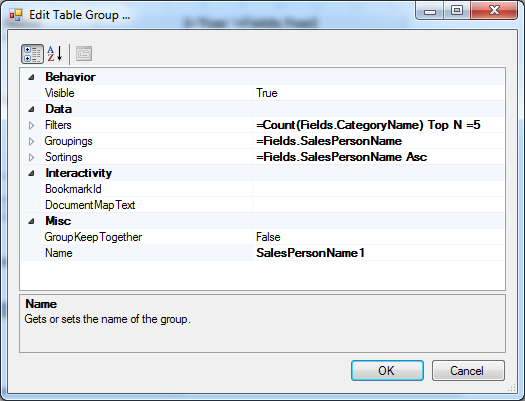 Edit Table Group ...
Behavior
Visible True
Data
Filters =Count(Fields.CategoryName) Top N =5
Groupings =Fields.SalesPersonName
Sortings =Fields.SalesPersonName Asc
Interactivity
BookmarkId
DocumentMapText
Misc
GroupKeepTogether False
Name SalesPersonName1
Name
Gets or sets the name of the group.
OK Cancel